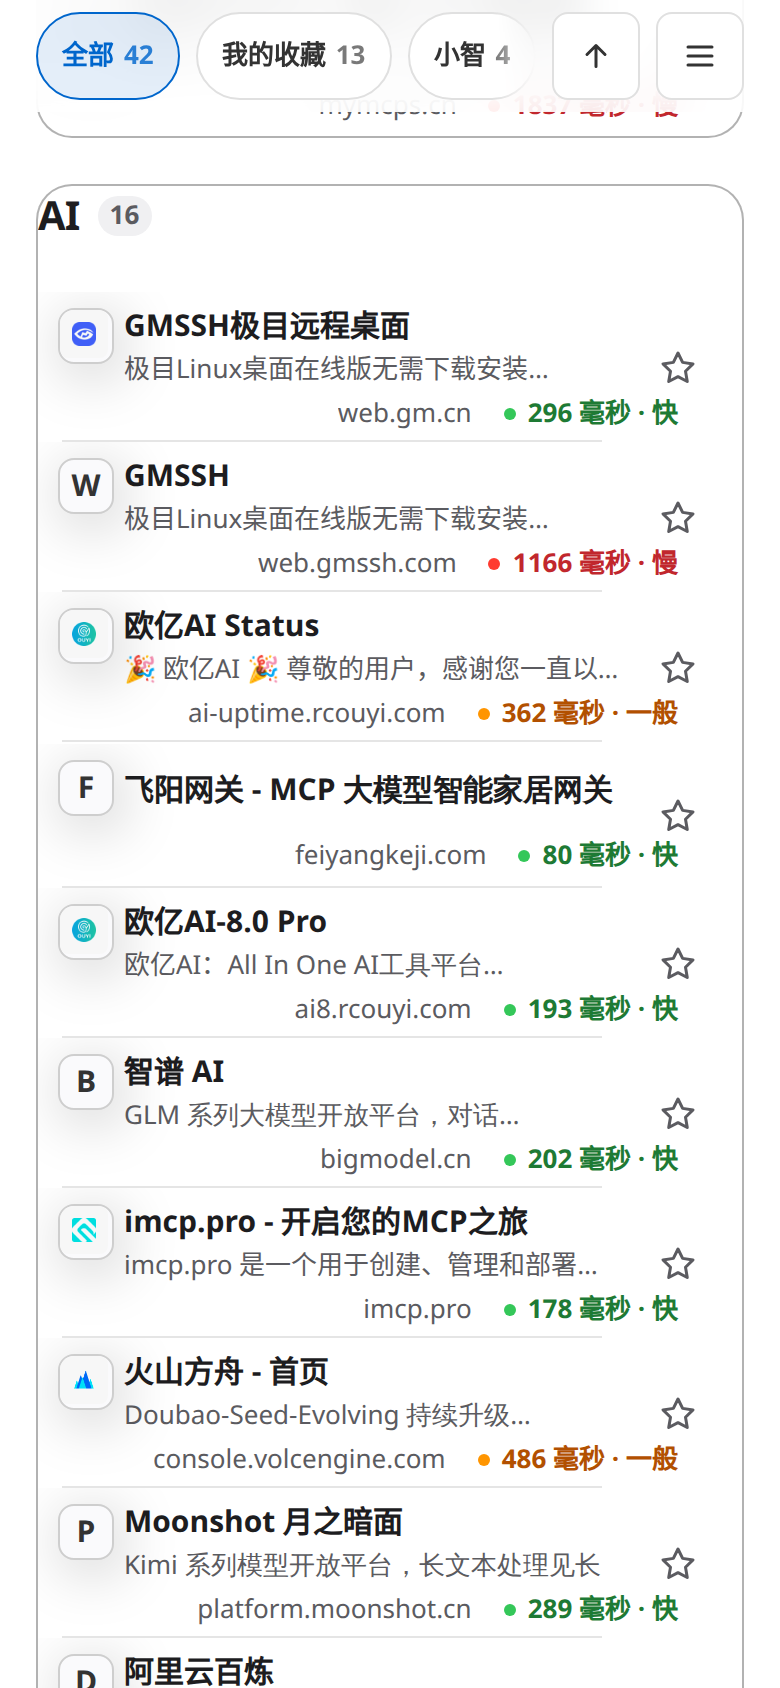 全部 42
我的收藏 13
小智 4
mymcps.cn 1837 毫秒 · 慢
AI 16
GMSSH极目远程桌面
极目Linux桌面在线版无需下载安装...
web.gm.cn 296 毫秒 · 快
W
GMSSH
极目Linux桌面在线版无需下载安装...
web.gmssh.com 1166 毫秒 · 慢
欧亿AI Status
🎉 欧亿AI 🎉 尊敬的用户，感谢您一直以...
ai-uptime.rcouyi.com 362 毫秒 · 一般
F
飞阳网关 - MCP 大模型智能家居网关
feiyangkeji.com 80 毫秒 · 快
欧亿AI-8.0 Pro
欧亿AI：All In One AI工具平台...
ai8.rcouyi.com 193 毫秒 · 快
B
智谱 AI
GLM 系列大模型开放平台，对话...
bigmodel.cn 202 毫秒 · 快
imcp.pro - 开启您的MCP之旅
imcp.pro 是一个用于创建、管理和部署...
imcp.pro 178 毫秒 · 快
火山方舟 - 首页
Doubao-Seed-Evolving 持续升级...
console.volcengine.com 486 毫秒 · 一般
P
Moonshot 月之暗面
Kimi 系列模型开放平台，长文本处理见长
platform.moonshot.cn 289 毫秒 · 快
D
阿里云百炼